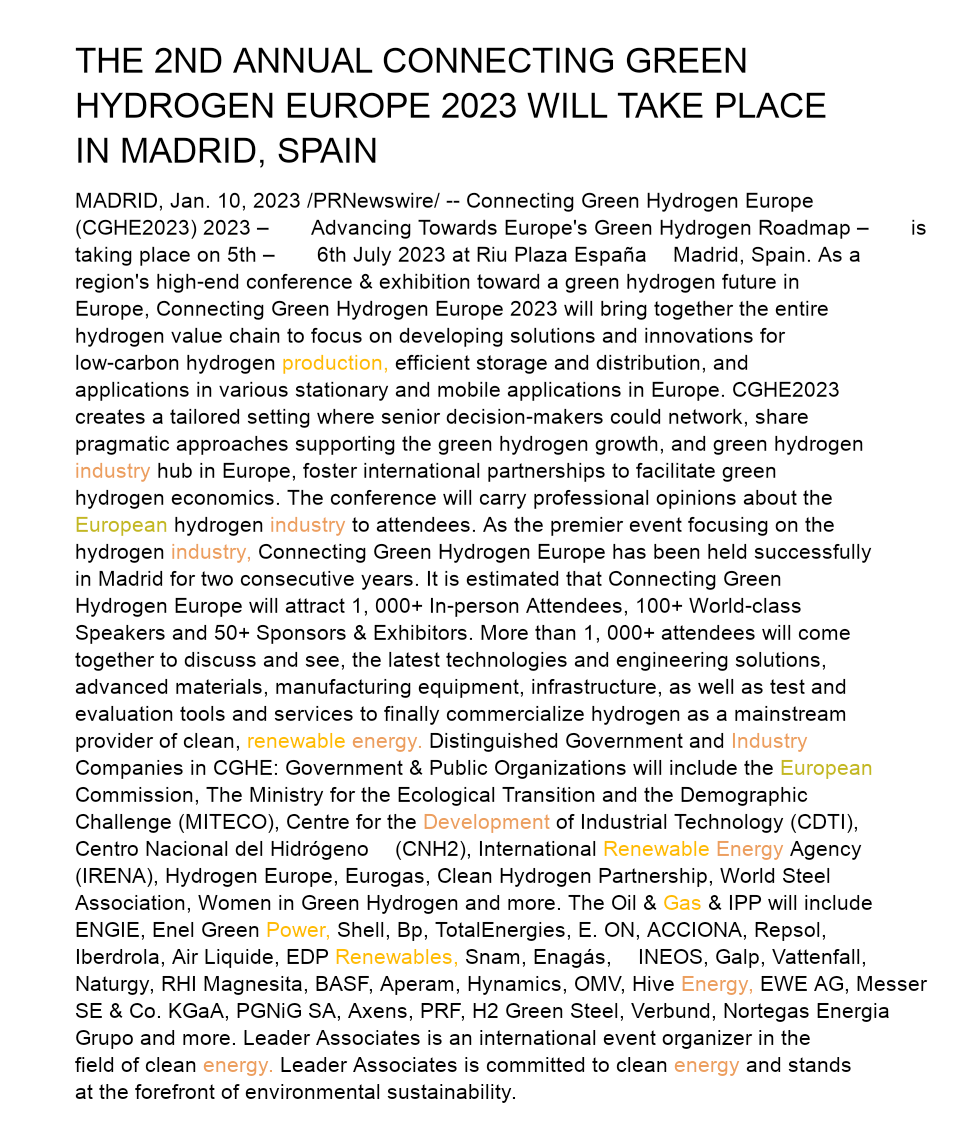 THE 2ND ANNUAL CONNECTING GREEN
HYDROGEN EUROPE 2023 WILL TAKE PLACE
IN MADRID, SPAIN
MADRID, Jan. 10, 2023 /PRNewswire/ -- Connecting Green Hydrogen Europe
(CGHE2023) 2023 – Advancing Towards Europe's Green Hydrogen Roadmap – is
taking place on 5th – 6th July 2023 at Riu Plaza España Madrid, Spain. As a
region's high-end conference & exhibition toward a green hydrogen future in
Europe, Connecting Green Hydrogen Europe 2023 will bring together the entire
hydrogen value chain to focus on developing solutions and innovations for
low-carbon hydrogen production, efficient storage and distribution, and
applications in various stationary and mobile applications in Europe. CGHE2023
creates a tailored setting where senior decision-makers could network, share
pragmatic approaches supporting the green hydrogen growth, and green hydrogen
industry hub in Europe, foster international partnerships to facilitate green
hydrogen economics. The conference will carry professional opinions about the
European hydrogen industry to attendees. As the premier event focusing on the
hydrogen industry, Connecting Green Hydrogen Europe has been held successfully
in Madrid for two consecutive years. It is estimated that Connecting Green
Hydrogen Europe will attract 1, 000+ In-person Attendees, 100+ World-class
Speakers and 50+ Sponsors & Exhibitors. More than 1, 000+ attendees will come
together to discuss and see, the latest technologies and engineering solutions,
advanced materials, manufacturing equipment, infrastructure, as well as test and
evaluation tools and services to finally commercialize hydrogen as a mainstream
provider of clean, renewable energy. Distinguished Government and Industry
Companies in CGHE: Government & Public Organizations will include the European
Commission, The Ministry for the Ecological Transition and the Demographic
Challenge (MITECO), Centre for the Development of Industrial Technology (CDTI),
Centro Nacional del Hidrógeno (CNH2), International Renewable Energy Agency
(IRENA), Hydrogen Europe, Eurogas, Clean Hydrogen Partnership, World Steel
Association, Women in Green Hydrogen and more. The Oil & Gas & IPP will include
ENGIE, Enel Green Power, Shell, Bp, TotalEnergies, E. ON, ACCIONA, Repsol,
Iberdrola, Air Liquide, EDP Renewables, Snam, Enagás, INEOS, Galp, Vattenfall,
Naturgy, RHI Magnesita, BASF, Aperam, Hynamics, OMV, Hive Energy, EWE AG, Messer
SE & Co. KGaA, PGNiG SA, Axens, PRF, H2 Green Steel, Verbund, Nortegas Energia
Grupo and more. Leader Associates is an international event organizer in the
field of clean energy. Leader Associates is committed to clean energy and stands
at the forefront of environmental sustainability.